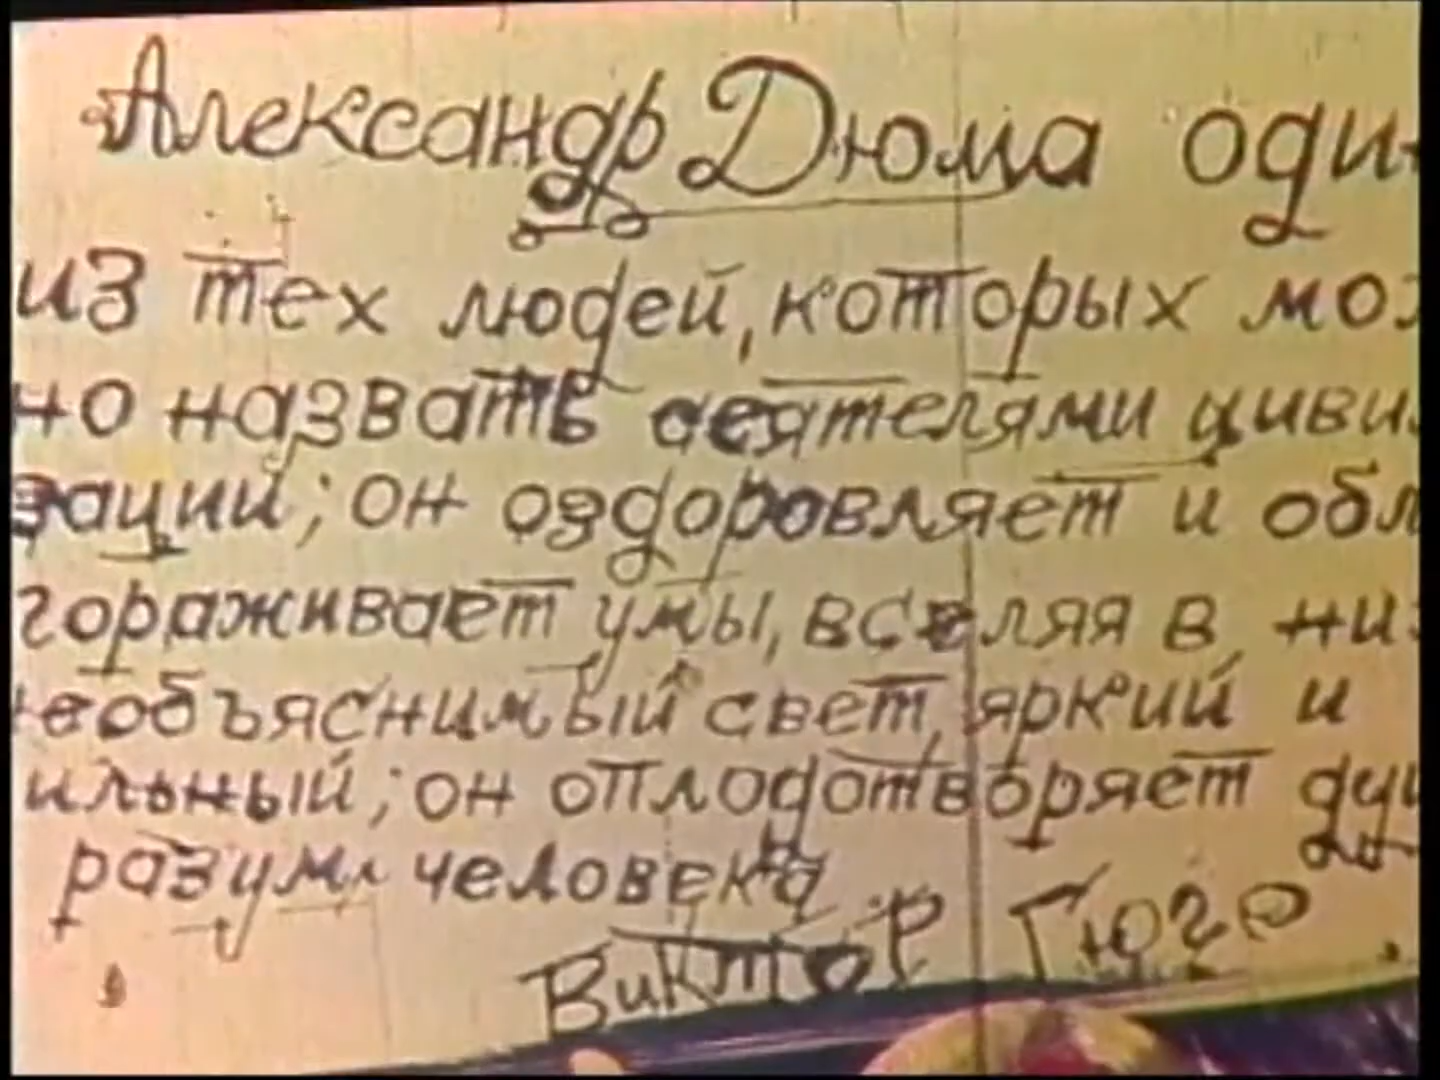 Александр Дюма оди
из тех людей, которых мо
но назвать сеятелями циви
зации; он оздоровляет и обл
гораживает умы, вселяя в ни
необъяснимый свет, яркий и
ильный; он оплодотворяет ду
разум человека
Виктор Гюго